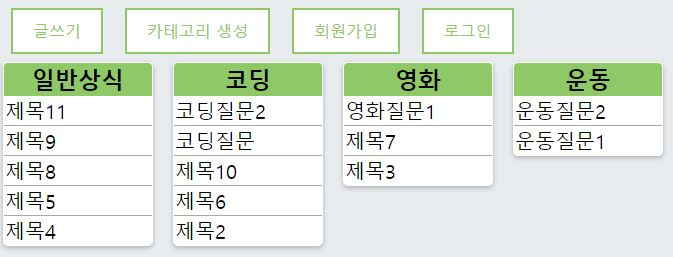 글쓰기
카테고리 생성
회원가입
로그인
일반상식
제목11
제목9
제목8
제목5
제목4
코딩
코딩질문2
코딩질문
제목10
제목6
제목2
영화
영화질문1
제목7
제목3
운동
운동질문2
운동질문1